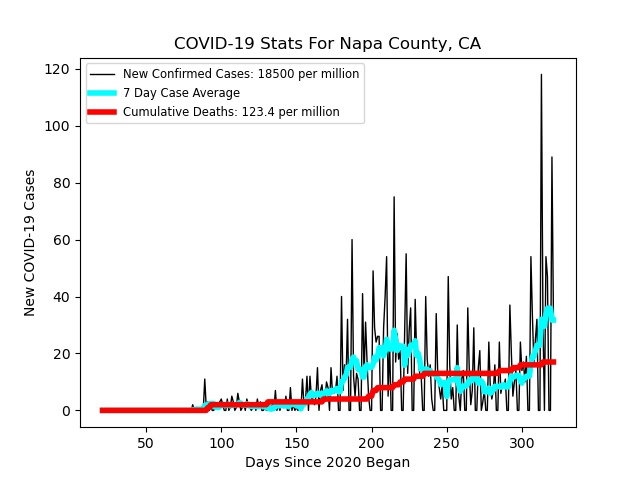 COVID-19 Stats For Napa County, CA
New Confirmed Cases: 18500 per million
7 Day Case Average
Cumulative Deaths: 123.4 per million
120
100
80
60
40
20
0
New COVID-19 Cases
50 100 150 200 250 300
Days Since 2020 Began